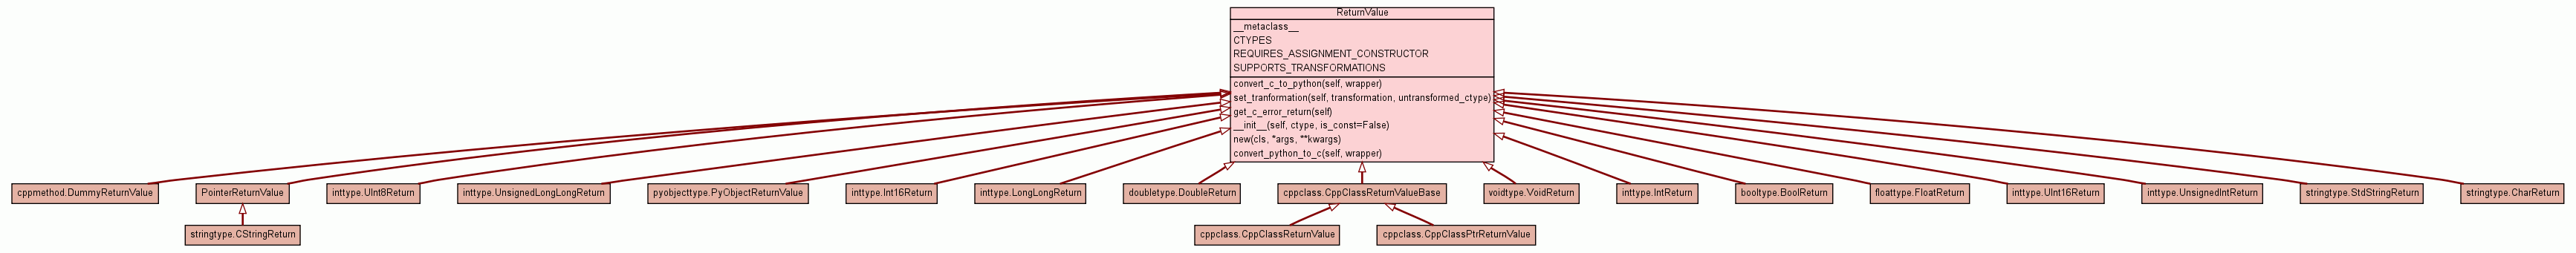 ReturnValue
__metaclass__
CTYPES
REQUIRES_ASSIGNMENT_CONSTRUCTOR
SUPPORTS_TRANSFORMATIONS
convert_c_to_python(self, wrapper)
set_tranformation(self, transformation, untransformed_ctype)
get_c_error_return(self)
__init__(self, ctype, is_const=False)
new(cls, *args, **kwargs)
convert_python_to_c(self, wrapper)
cppmethod.DummyReturnValue
PointerReturnValue
inttype.UInt8Return
inttype.UnsignedLongLongReturn
pyobjecttype.PyObjectReturnValue
inttype.Int16Return
inttype.LongLongReturn
doubletype.DoubleReturn
cppclass.CppClassReturnValueBase
voidtype.VoidReturn
inttype.IntReturn
booltype.BoolReturn
floattype.FloatReturn
inttype.UInt16Return
inttype.UnsignedIntReturn
stringtype.StdStringReturn
stringtype.CharReturn
stringtype.CStringReturn
cppclass.CppClassReturnValue
cppclass.CppClassPtrReturnValue